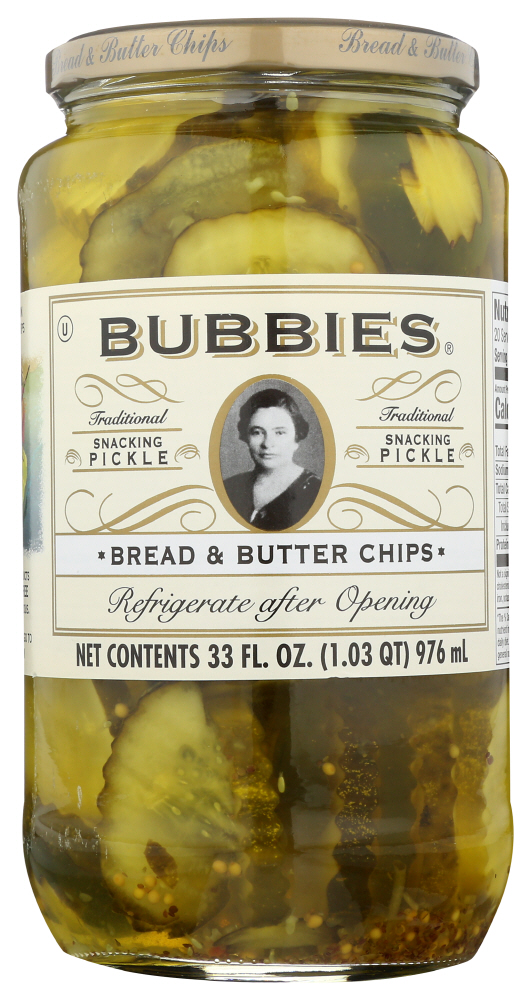 Bread & Butter Chips Bread & Butter
U
BUBBIES®
Traditional
SNACKING
PICKLE
Traditional
SNACKING
PICKLE
*BREAD & BUTTER CHIPS*
Refrigerate after Opening
NET CONTENTS 33 FL. OZ. (1.03 QT) 976 mL